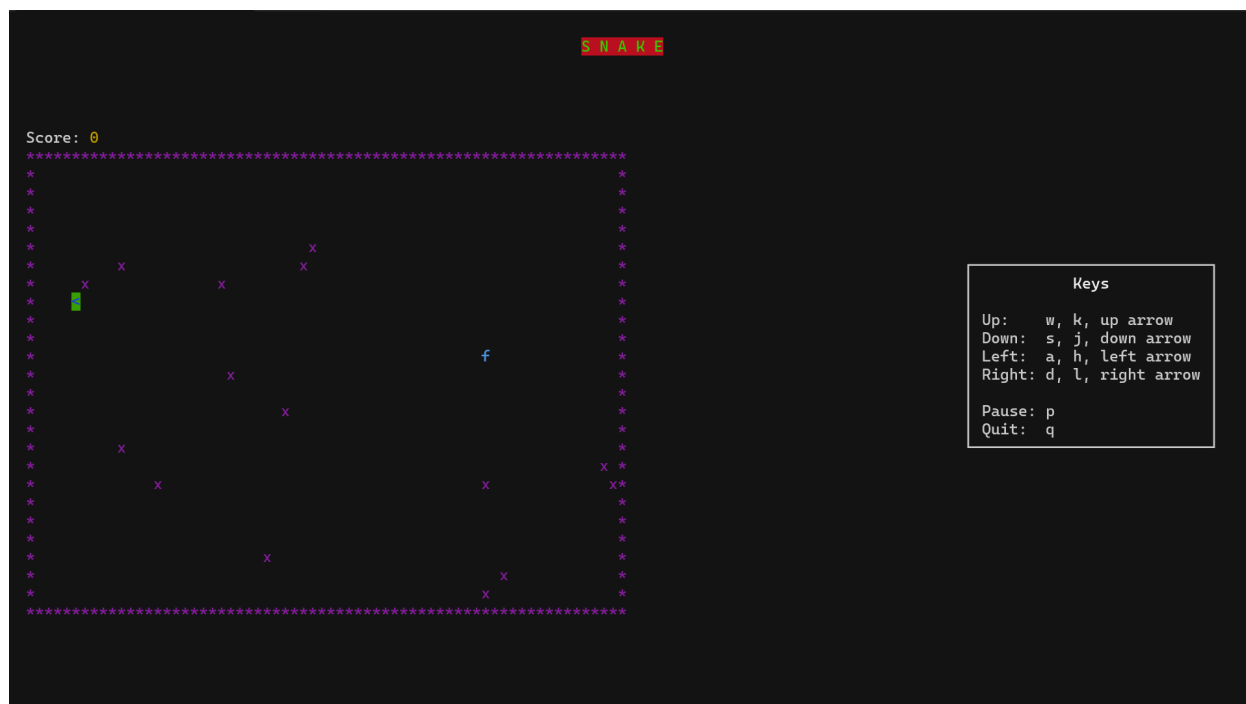 S N A K E
Score: 0
******************************************************************
* *
* *
* *
* *
* x *
* x x *
* x x *
* < *
* *
* *
* f *
* x *
* *
* x *
* *
* x *
* x *
* x x x*
* *
* *
* *
* x *
* x *
* x *
******************************************************************
Keys
Up: w, k, up arrow
Down: s, j, down arrow
Left: a, h, left arrow
Right: d, l, right arrow
Pause: p
Quit: q